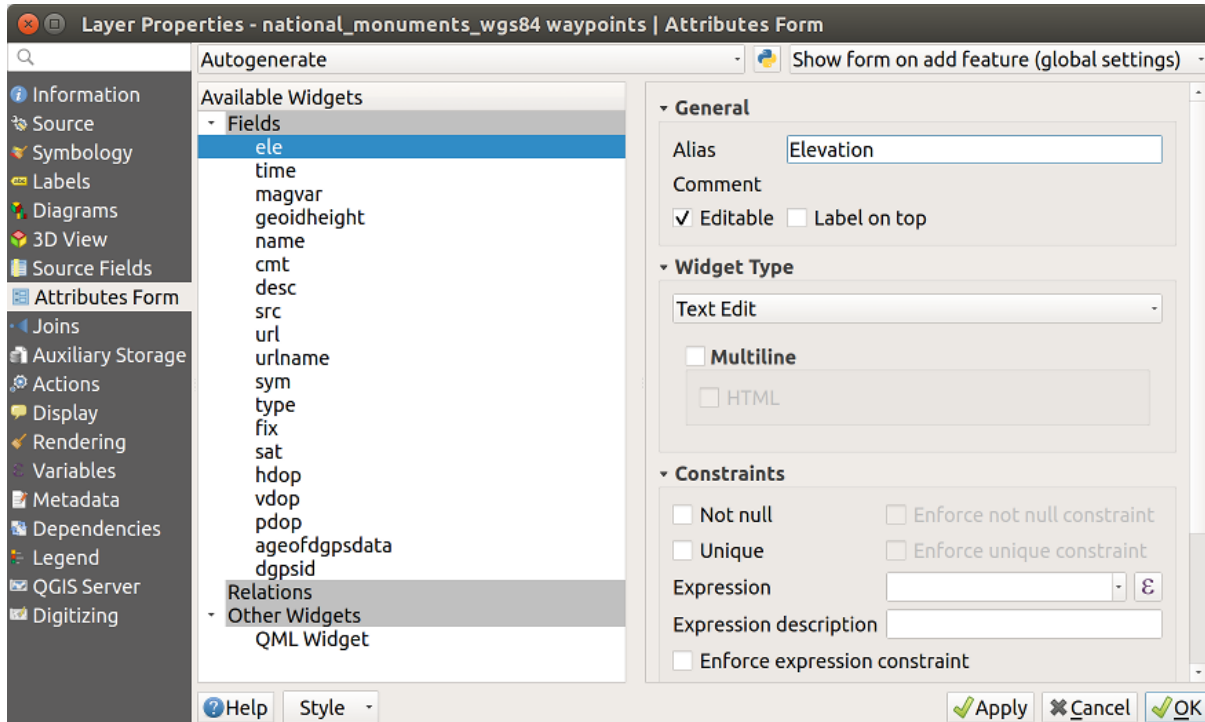 Layer Properties - national_monuments_wgs84 waypoints | Attributes Form
Autogenerate
Show form on add feature (global settings)
Information
Source
Symbology
abc Labels
Diagrams
3D View
Source Fields
Attributes Form
Joins
Auxiliary Storage
Actions
Display
Rendering
Variables
Metadata
Dependencies
Legend
QGIS Server
Digitizing
Available Widgets
Fields
ele
time
magvar
geoidheight
name
cmt
desc
src
url
urlname
sym
type
fix
sat
hdop
vdop
pdop
ageofdgpsdata
dgpsid
Relations
Other Widgets
QML Widget
General
Alias Elevation
Comment
Editable Label on top
Widget Type
Text Edit
Multiline
HTML
Constraints
Not null Enforce not null constraint
Unique Enforce unique constraint
Expression ε
Expression description
Enforce expression constraint
Help Style Apply Cancel OK